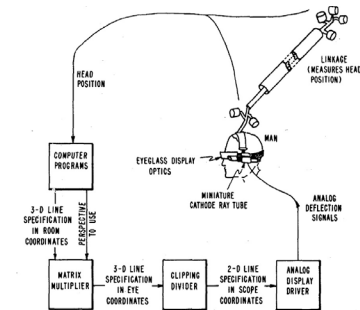 HEAD
POSITION
LINKAGE
(MEASURES HEAD
POSITION)
MAN
EYEGLASS DISPLAY
OPTICS
MINIATURE
CATHODE RAY TUBE
COMPUTER
PROGRAMS
3-D LINE
SPECIFICATION
IN ROOM
COORDINATES
PERSPECTIVE
TO USE
ANALOG
DEFLECTION
SIGNALS
MATRIX
MULTIPLIER
3-D LINE
SPECIFICATION
IN EYE
COORDINATES
CLIPPING
DIVIDER
2-D LINE
SPECIFICATION
IN SCOPE
COORDINATES
ANALOG
DISPLAY
DRIVER